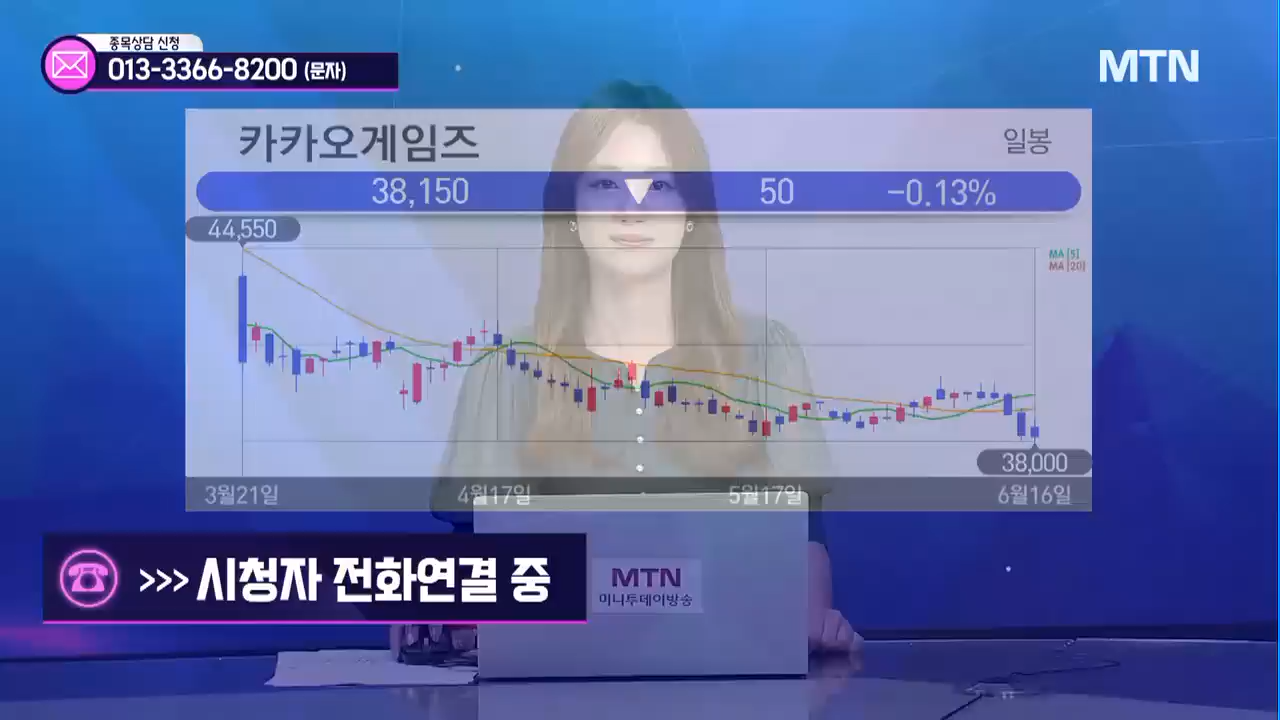 종목상담 신청
013-3366-8200 (문자)
MTN
카카오게임즈
일봉
38,150 50 -0.13%
44,550
MA [5]
MA [20]
38,000
3월21일 4월17일 5월17일 6월16일
>>> 시청자 전화연결 중
MTN
머니투데이방송